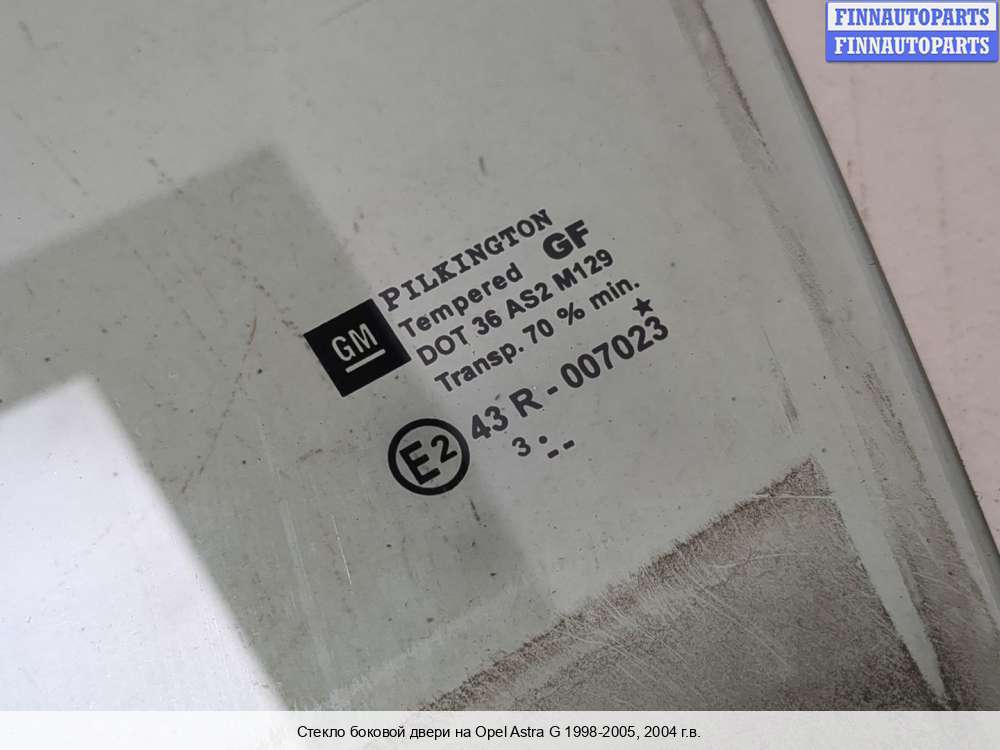 FINNAUTOPARTS
FINNAUTOPARTS
PILKINGTON
Tempered GF
DOT 36 AS2 M129
Transp. 70 % min.
GM
43 R - 007023
E2
3 . --
Стекло боковой двери на Opel Astra G 1998-2005, 2004 г.в.